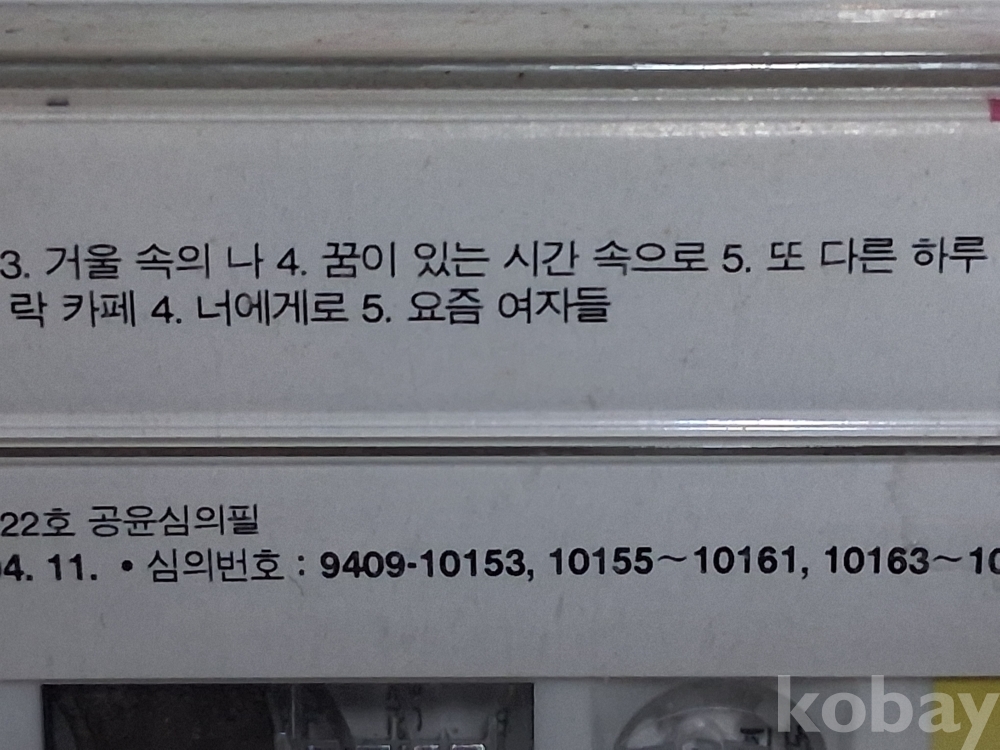 3. 거울 속의 나 4. 꿈이 있는 시간 속으로 5. 또 다른 하루
락 카페 4. 너에게로 5. 요즘 여자들
22호 공윤심의필
4. 11. • 심의번호 : 9409-10153, 10155~10161, 10163~10
kobay